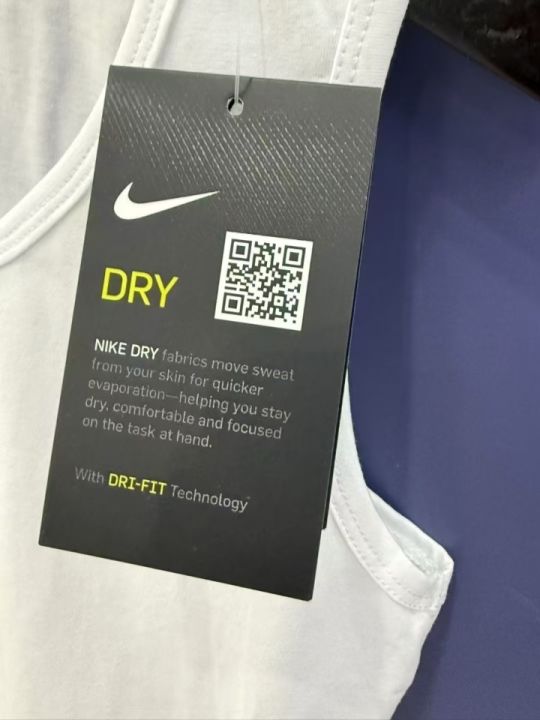 DRY
NIKE DRY fabrics move sweat
from your skin for quicker
evaporation—helping you stay
dry, comfortable and focused
on the task at hand.
With DRI-FIT Technology